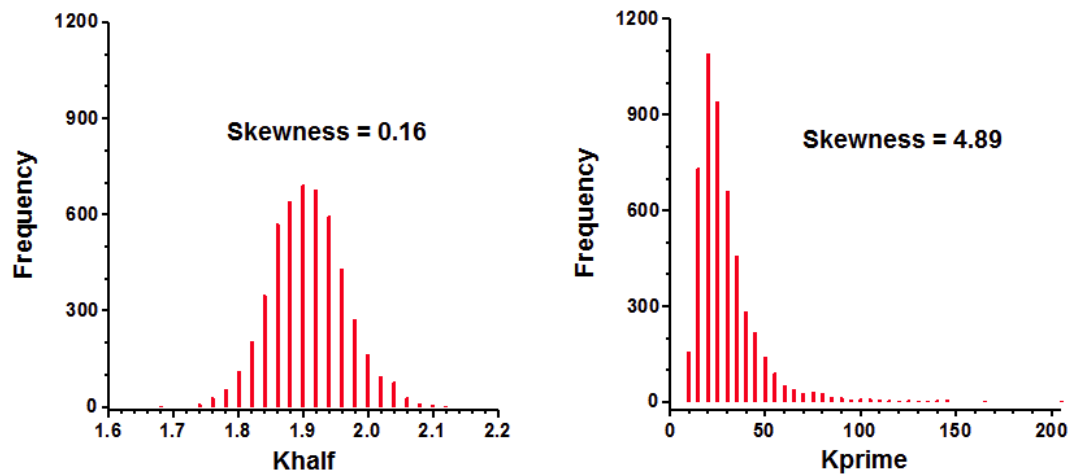 1200
900
600
300
0
Frequency
Skewness = 0.16
1.6 1.7 1.8 1.9 2.0 2.1 2.2
Khalf
1200
900
600
300
0
Frequency
Skewness = 4.89
0 50 100 150 200
Kprime